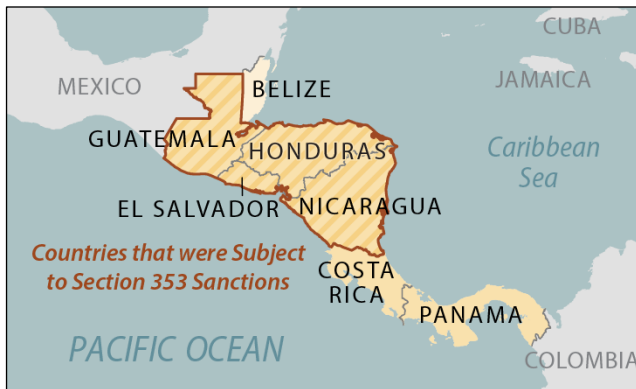 CUBA
MEXICO
BELIZE
JAMAICA
GUATEMALA
HONDURAS
Caribbean
Sea
EL SALVADOR
NICARAGUA
Countries that were Subject
to Section 353 Sanctions
COSTA
RICA
PANAMA
PACIFIC OCEAN
COLOMBIA